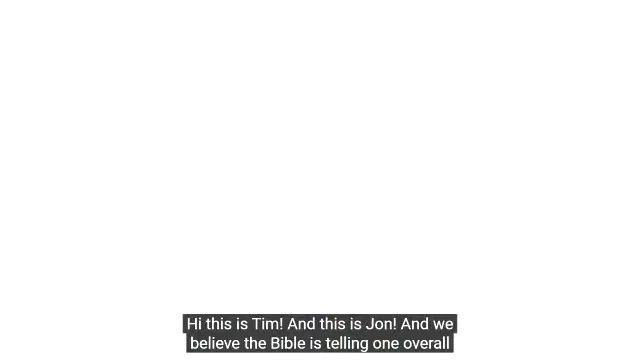 Hi this is Tim! And this is Jon! And we
believe the Bible is telling one overall